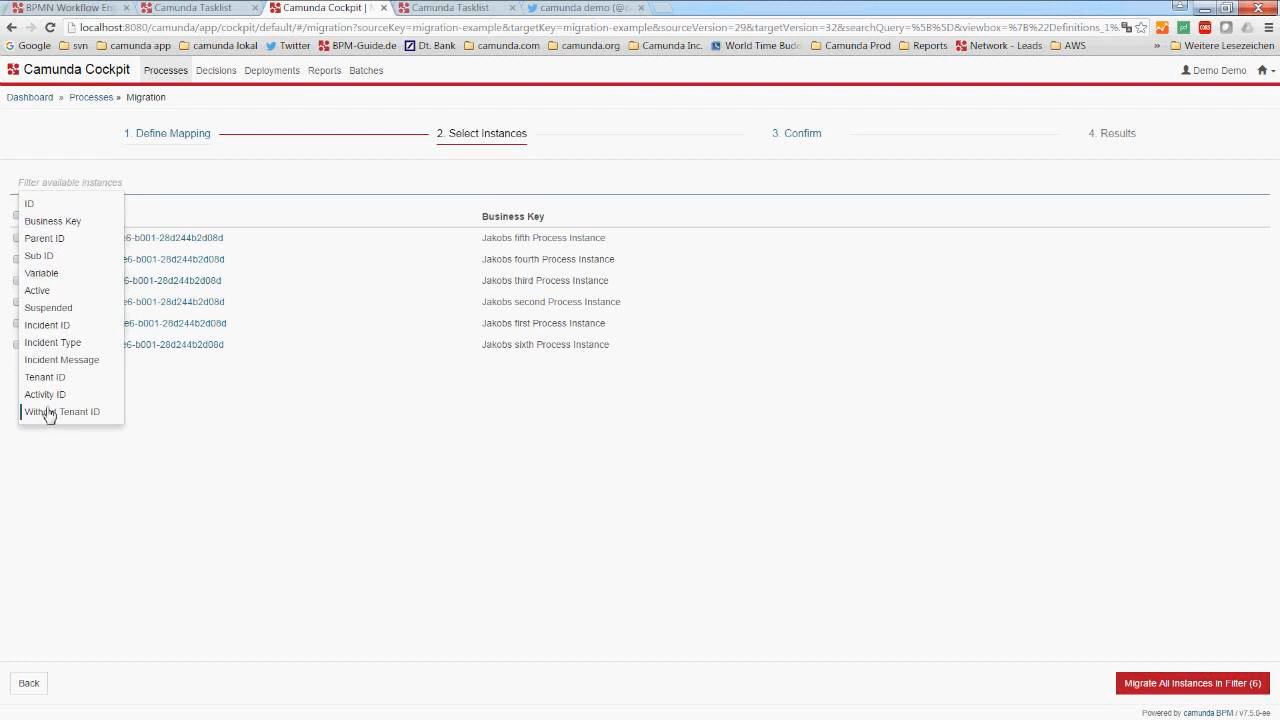 BPMN Workflow En
Camunda Tasklist
Camunda Cockpit |
Camunda Tasklist
camunda demo (@c
localhost:8080/camunda/app/cockpit/default/#/migration?sourceKey=migration-example&targetKey=migration-example&sourceVersion=29&targetVersion=32&searchQuery=%5B%5D&viewbox=%7B%22Definitions_1%
Google svn camunda app camunda lokal Twitter BPM-Guide.de Dt. Bank camunda.com camunda.org Camunda Inc. World Time Budd Camunda Prod Reports Network - Leads AWS » Weitere Lesezeichen
Camunda Cockpit Processes Decisions Deployments Reports Batches Demo Demo
Dashboard » Processes » Migration
1. Define Mapping 2. Select Instances 3. Confirm 4. Results
Filter available instances
ID
Business Key
Parent ID
Sub ID
Variable
Active
Suspended
Incident ID
Incident Type
Incident Message
Tenant ID
Activity ID
Tenant ID
Business Key
e6-b001-28d244b2d08d Jakobs fifth Process Instance
e6-b001-28d244b2d08d Jakobs fourth Process Instance
6-b001-28d244b2d08d Jakobs third Process Instance
e6-b001-28d244b2d08d Jakobs second Process Instance
e6-b001-28d244b2d08d Jakobs first Process Instance
e6-b001-28d244b2d08d Jakobs sixth Process Instance
Back
Migrate All Instances in Filter (6)
Powered by camunda BPM / v7.5.0-ee